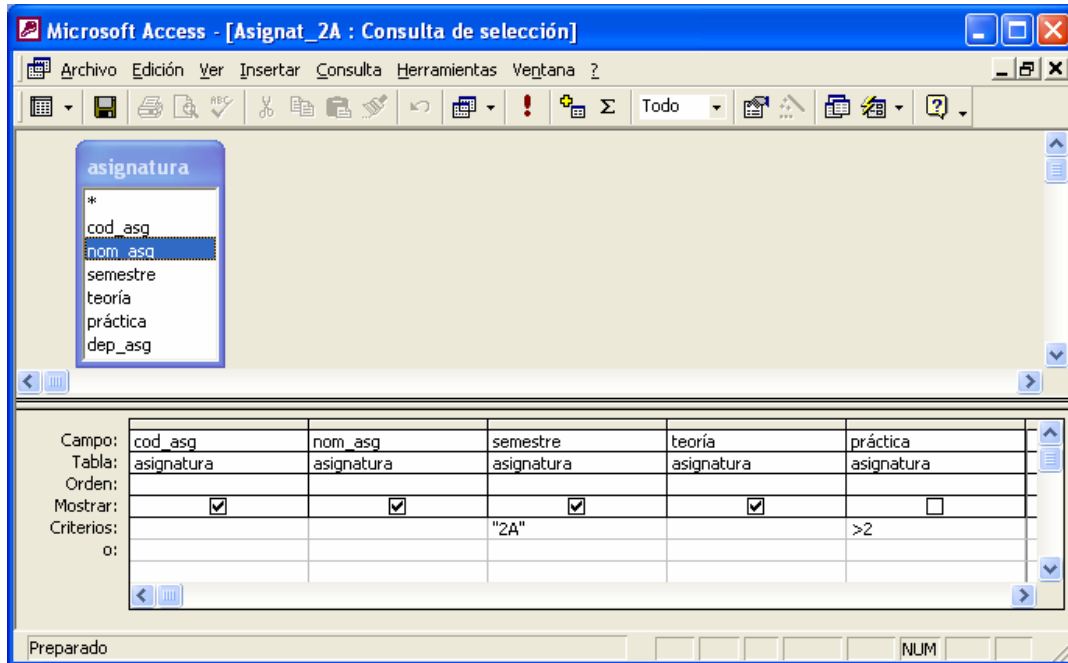 Microsoft Access - [Asignat_2A : Consulta de selección]
Archivo Edición Ver Insertar Consulta Herramientas Ventana ?
ABC Σ Todo
asignatura
*
cod_asg
nom_asg
semestre
teoría
práctica
dep_asg
Campo: cod_asg nom_asg semestre teoría práctica
Tabla: asignatura asignatura asignatura asignatura asignatura
Orden:
Mostrar:
Criterios: "2A" >2
o:
Preparado NUM